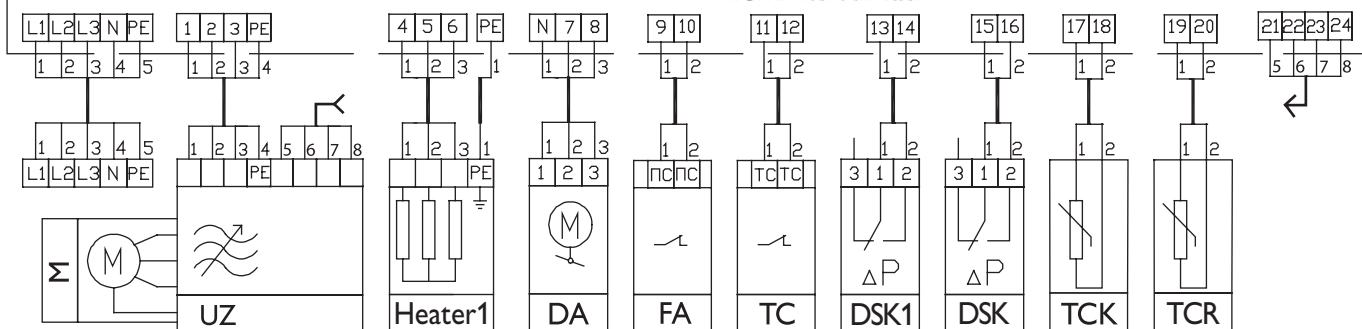 L1 L2 L3 N PE 1 2 3 PE 4 5 6 PE N 7 8 9 10 11 12 13 14 15 16 17 18 19 20 21 22 23 24
1 2 3 4 5 1 2 3 4 1 2 3 1 1 2 3 1 2 1 2 1 2 1 2 1 2 1 2 5 6 7 8
1 2 3 4 5 1 2 3 4 5 6 7 8 1 2 3 1 1 2 3 1 2 1 2 1 2 1 2 1 2 1 2
L1 L2 L3 N PE PE PE 1 2 3 ПС ПС ТС ТС 3 1 2 3 1 2
M M M
ΔP ΔP
UZ Heater1 DA FA TC DSK1 DSK TCK TCR